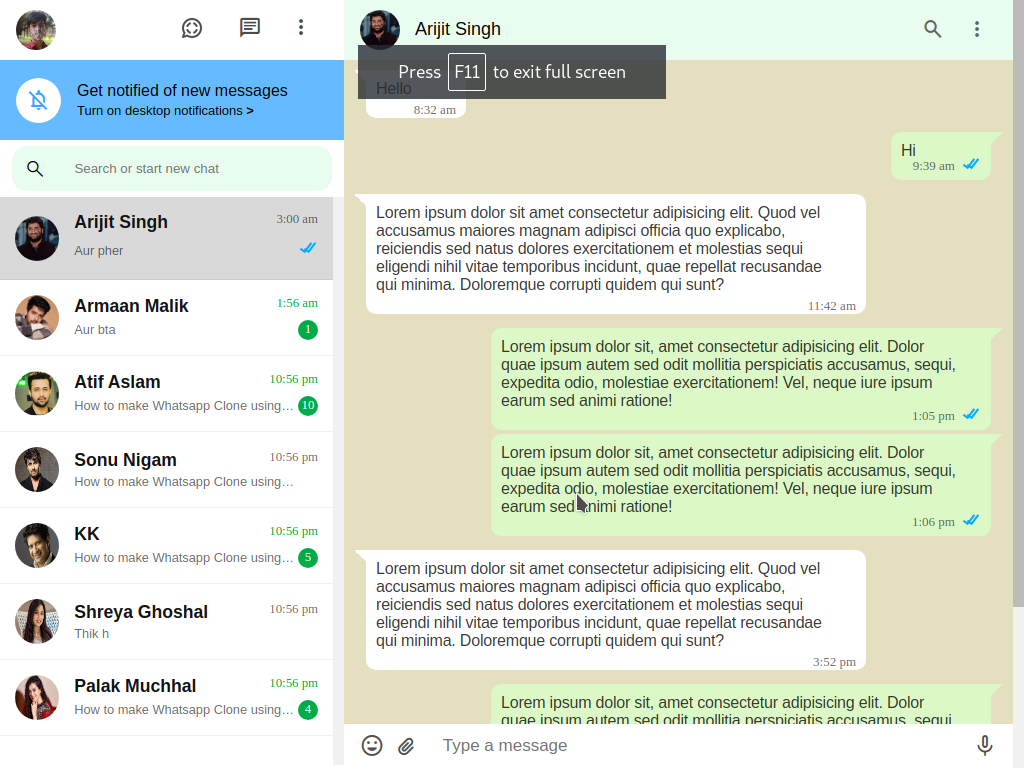 Get notified of new messages
Turn on desktop notifications >
Search or start new chat
Arijit Singh
3:00 am
Aur pher
Armaan Malik
1:56 am
Aur bta
1
Atif Aslam
10:56 pm
How to make Whatsapp Clone using...
10
Sonu Nigam
10:56 pm
How to make Whatsapp Clone using...
KK
10:56 pm
How to make Whatsapp Clone using...
5
Shreya Ghoshal
10:56 pm
Thik h
Palak Muchhal
10:56 pm
How to make Whatsapp Clone using...
4
Arijit Singh
Press F11 to exit full screen
Hello
8:32 am
Hi
9:39 am
Lorem ipsum dolor sit amet consectetur adipisicing elit. Quod vel
accusamus maiores magnam adipisci officia quo explicabo,
reiciendis sed natus dolores exercitationem et molestias sequi
eligendi nihil vitae temporibus incidunt, quae repellat recusandae
qui minima. Doloremque corrupti quidem qui sunt?
11:42 am
Lorem ipsum dolor sit, amet consectetur adipisicing elit. Dolor
quae ipsum autem sed odit mollitia perspiciatis accusamus, sequi,
expedita odio, molestiae exercitationem! Vel, neque iure ipsum
earum sed animi ratione!
1:05 pm
Lorem ipsum dolor sit, amet consectetur adipisicing elit. Dolor
quae ipsum autem sed odit mollitia perspiciatis accusamus, sequi,
expedita odio, molestiae exercitationem! Vel, neque iure ipsum
earum sed animi ratione!
1:06 pm
Lorem ipsum dolor sit amet consectetur adipisicing elit. Quod vel
accusamus maiores magnam adipisci officia quo explicabo,
reiciendis sed natus dolores exercitationem et molestias sequi
eligendi nihil vitae temporibus incidunt, quae repellat recusandae
qui minima. Doloremque corrupti quidem qui sunt?
3:52 pm
Lorem ipsum dolor sit, amet consectetur adipisicing elit. Dolor
quae ipsum autem sed odit mollitia perspiciatis accusamus, sequi,
Type a message